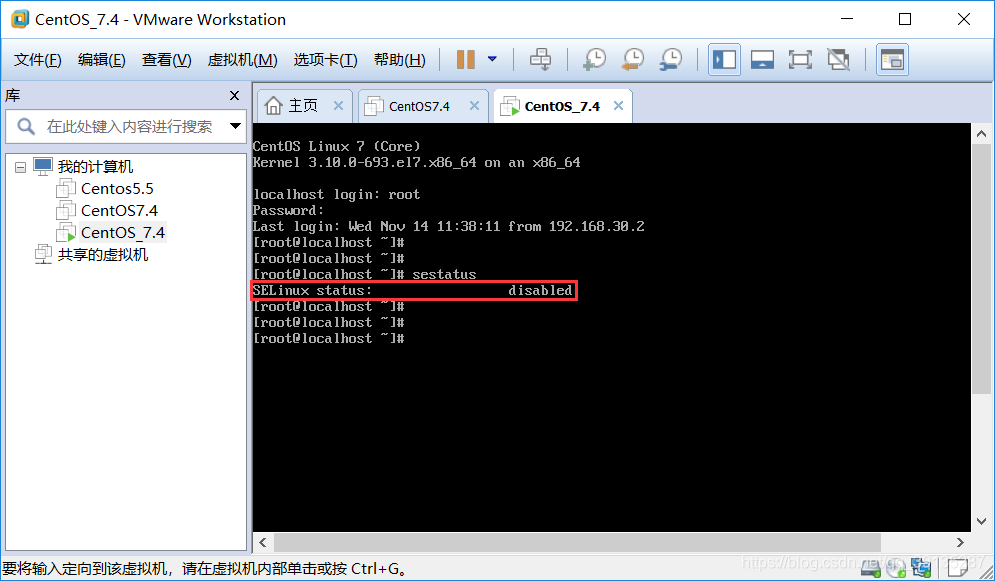 CentOS_7.4 - VMware Workstation
文件(F) 编辑(E) 查看(V) 虚拟机(M) 选项卡(T) 帮助(H)
库
在此处键入内容进行搜索
我的计算机
Centos5.5
CentOS7.4
CentOS_7.4
共享的虚拟机
主页 CentOS7.4 CentOS_7.4
CentOS Linux 7 (Core)
Kernel 3.10.0-693.el7.x86_64 on an x86_64
localhost login: root
Password:
Last login: Wed Nov 14 11:38:11 from 192.168.30.2
[root@localhost ~]#
[root@localhost ~]#
[root@localhost ~]# sestatus
SELinux status: disabled
[root@localhost ~]#
[root@localhost ~]#
[root@localhost ~]#
要将输入定向到该虚拟机，请在虚拟机内部单击或按 Ctrl+G。